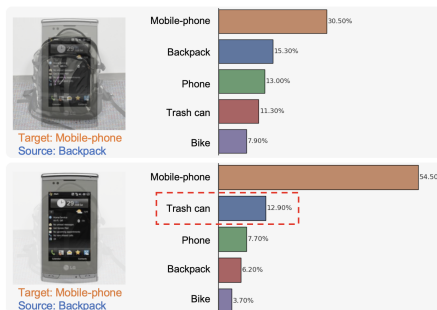 Mobile-phone
30.50%
Backpack
15.30%
Phone
13.00%
Trash can
11.30%
Bike
7.90%
Target: Mobile-phone
Source: Backpack
Mobile-phone
54.50
Trash can
12.90%
Phone
7.70%
Backpack
6.20%
Bike
3.70%
29
LG
Target: Mobile-phone
Source: Backpack